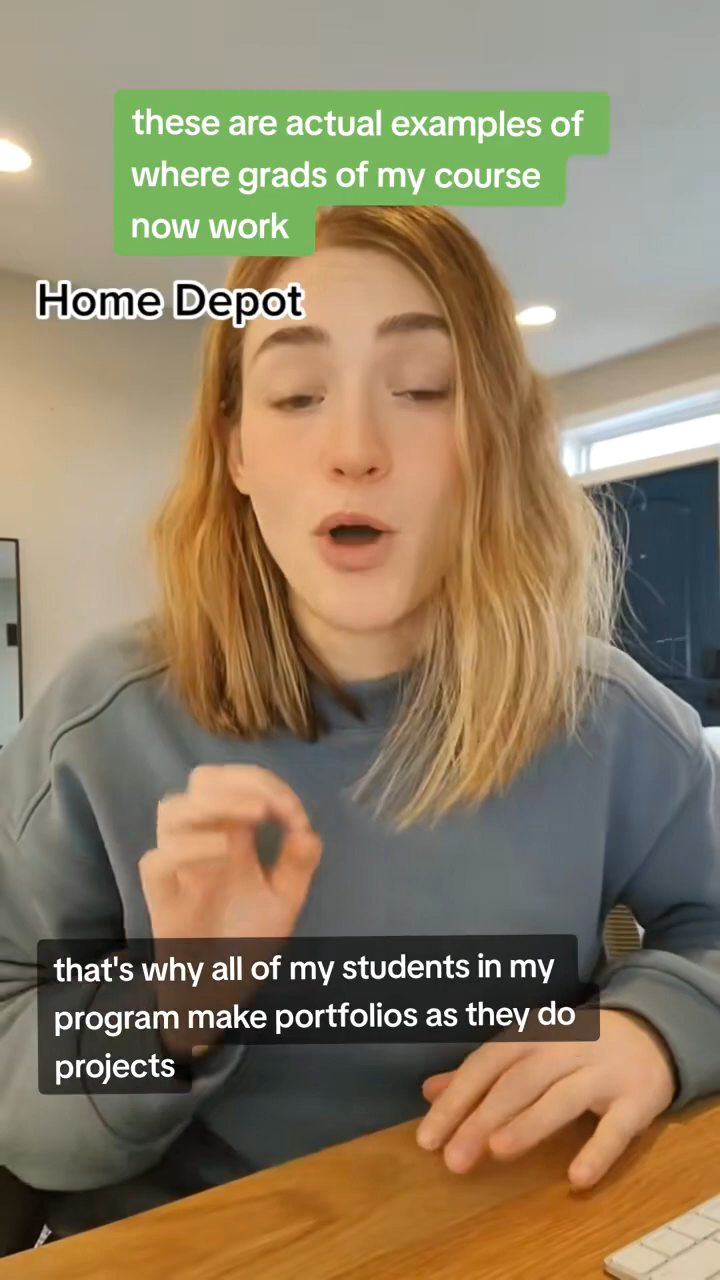 these are actual examples of
where grads of my course
now work
Home Depot
that's why all of my students in my
program make portfolios as they do
projects